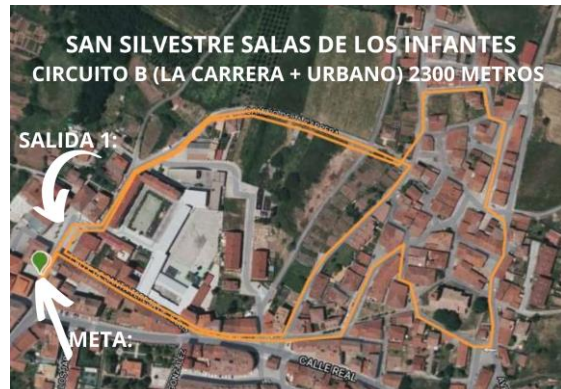 SAN SILVESTRE SALAS DE LOS INFANTES
CIRCUITO B (LA CARRERA + URBANO) 2300 METROS
SALIDA 1:
META:
CALLE REAL